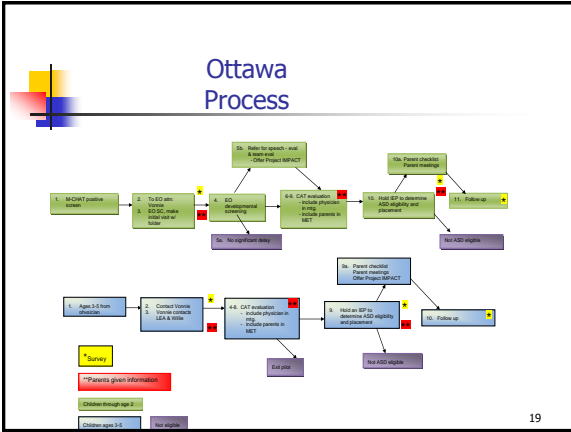 Ottawa
Process
5b. Refer for speech - eval
& team eval
- Offer Project IMPACT
10a. Parent checklist
Parent meetings
1. M-CHAT positive
screen
2. To EO attn:
Vonnie
3. EO SC, make
initial visit w/
folder
*
**
4. EO
developmental
screening
6-9. CAT evaluation
- include physician
in mtg.
- include parents in
MET
**
10. Hold IEP to determine
ASD eligibility and
placement
**
*
11. Follow up
*
5a. No significant delay
Not ASD eligible
9a. Parent checklist
Parent meetings
Offer Project IMPACT
1. Ages 3-5 from
physician
2. Contact Vonnie
3. Vonnie contacts
LEA & Willie
*
**
4-8. CAT evaluation
- include physician in
mtg.
- include parents in
MET
**
9. Hold an IEP to
determine ASD eligibility
and placement
*
**
10. Follow up
*
Exit pilot
Not ASD eligible
*Survey
**Parents given information
Children through age 2
Children ages 3-5
Not eligible
19